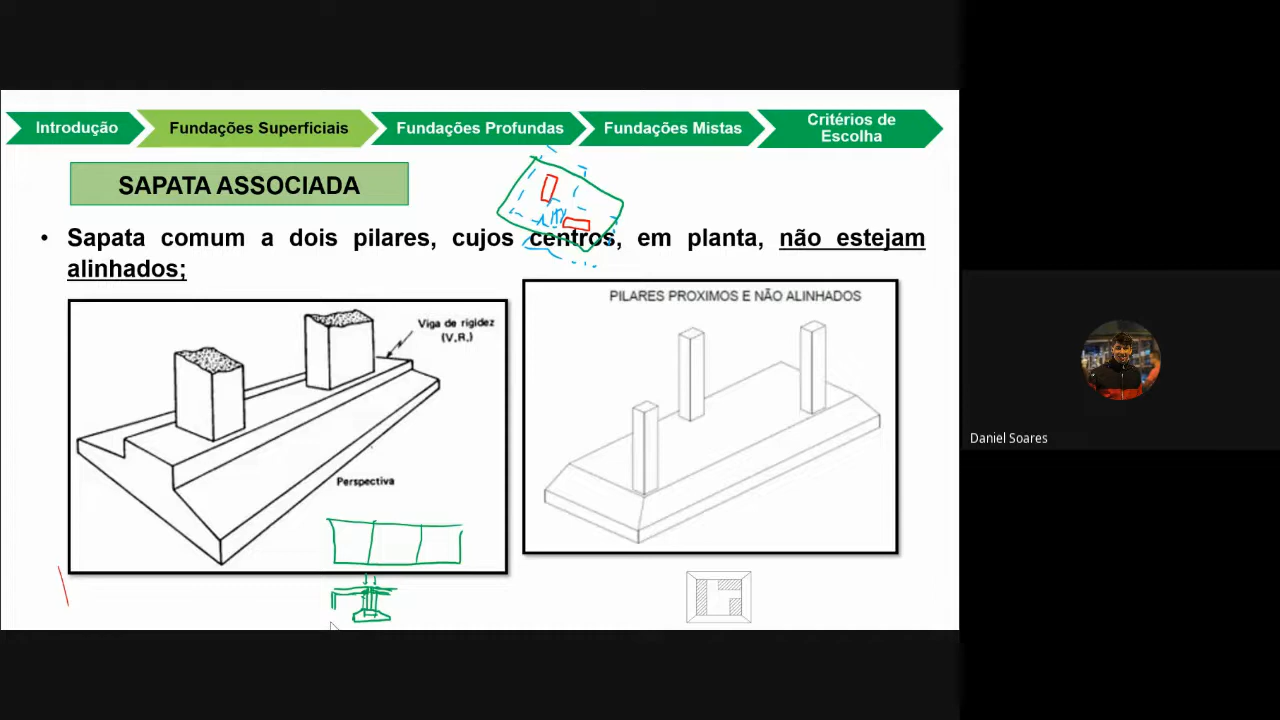 Introdução
Fundações Superficiais
Fundações Profundas
Fundações Mistas
Critérios de
Escolha
SAPATA ASSOCIADA
• Sapata comum a dois pilares, cujos centros, em planta, não estejam
alinhados;
Viga de rigidez
(V.R.)
Perspectiva
PILARES PROXIMOS E NÃO ALINHADOS
Daniel Soares